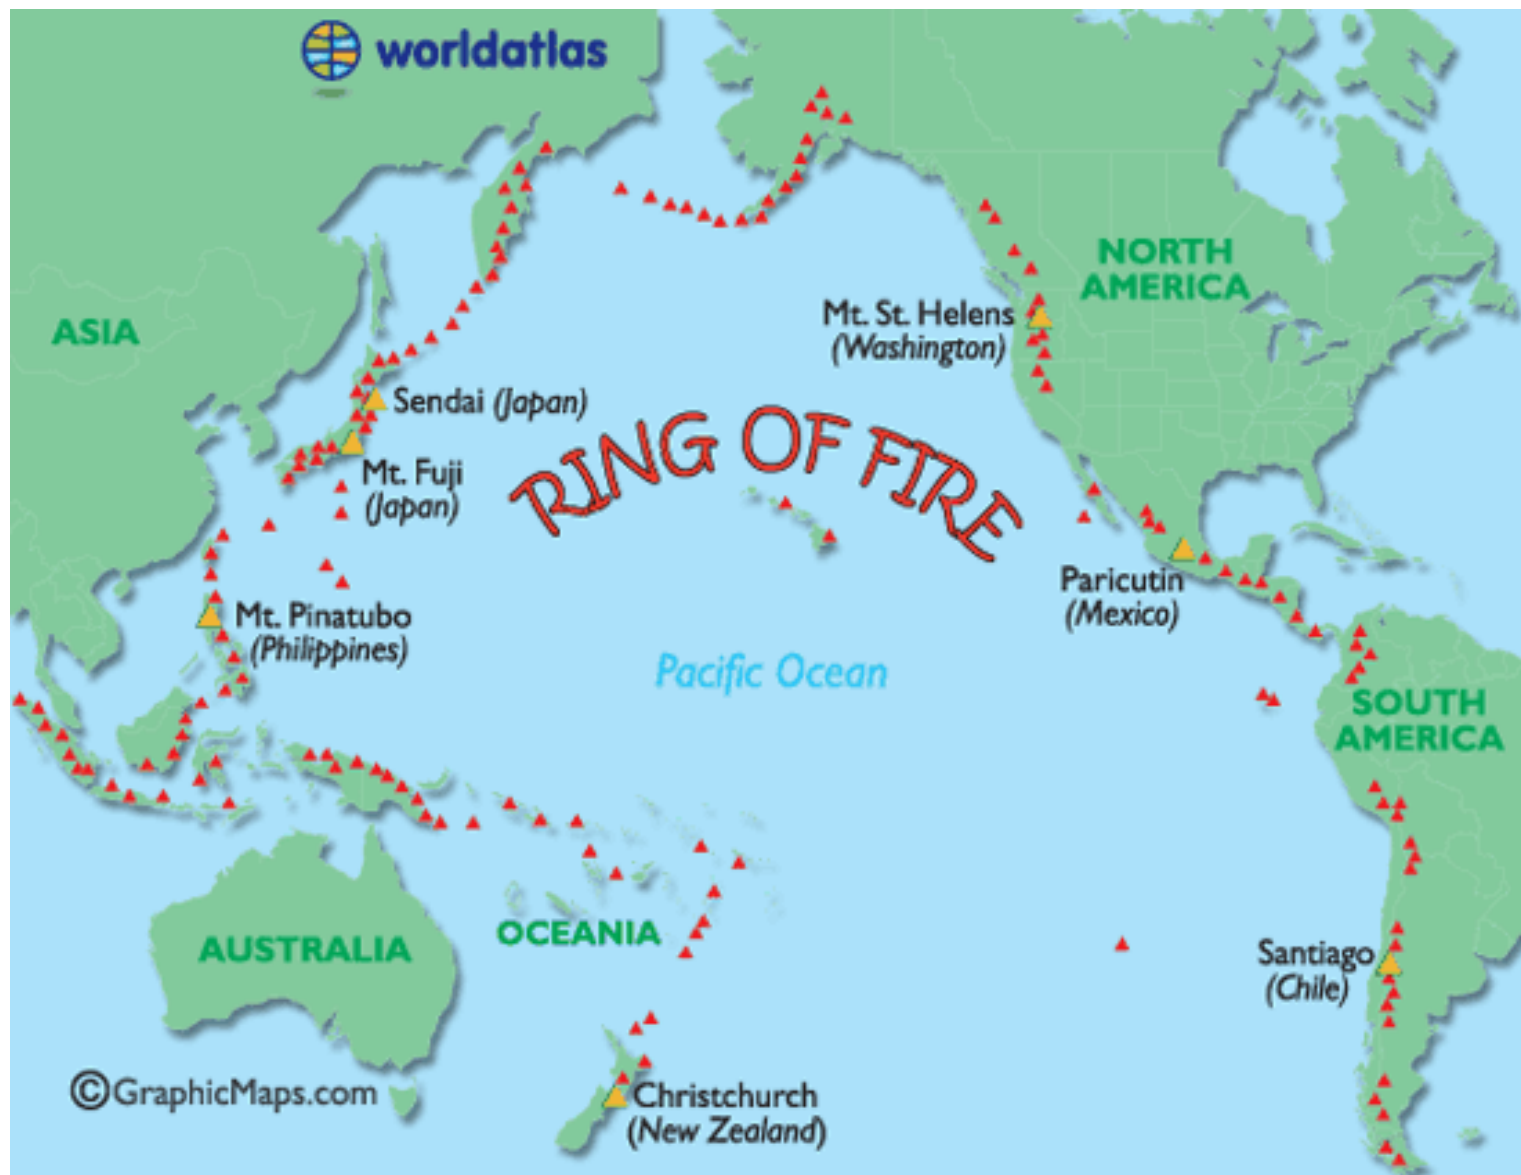 worldatlas
NORTH
AMERICA
ASIA
Mt. St. Helens
(Washington)
Sendai (Japan)
RING OF FIRE
Mt. Fuji
(Japan)
Paricutin
(Mexico)
Mt. Pinatubo
(Philippines)
Pacific Ocean
SOUTH
AMERICA
AUSTRALIA
OCEANIA
Santiago
(Chile)
©GraphicMaps.com
Christchurch
(New Zealand)